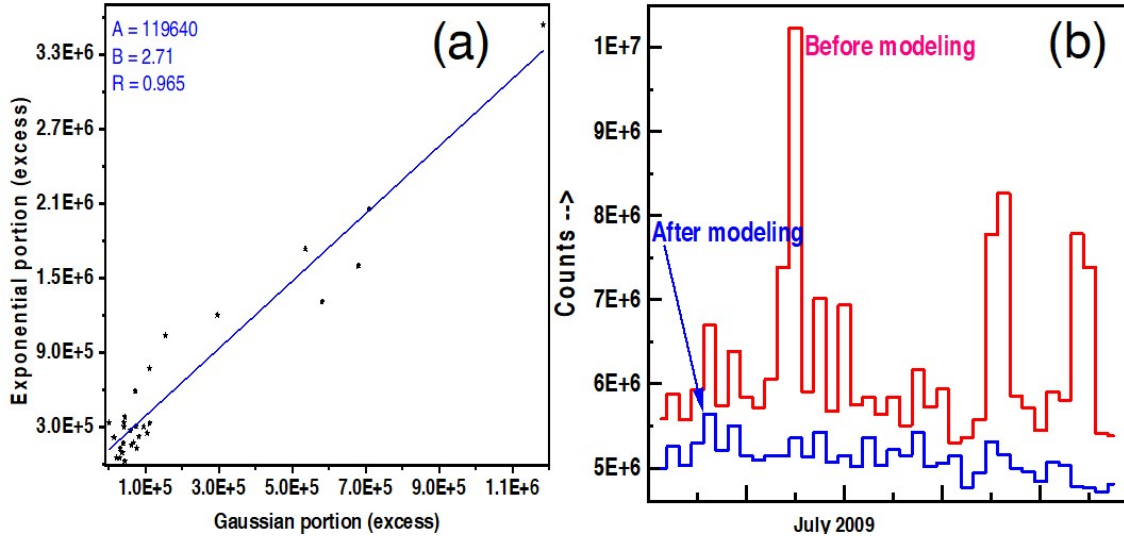 (a)
A = 119640
B = 2.71
R = 0.965
Exponential portion (excess)
3.3E+6
2.7E+6
2.1E+6
1.5E+6
9.0E+5
3.0E+5
1.0E+5 3.0E+5 5.0E+5 7.0E+5 9.0E+5 1.1E+6
Gaussian portion (excess)
(b)
Before modeling
After modeling
Counts -->
1E+7
9E+6
8E+6
7E+6
6E+6
5E+6
July 2009